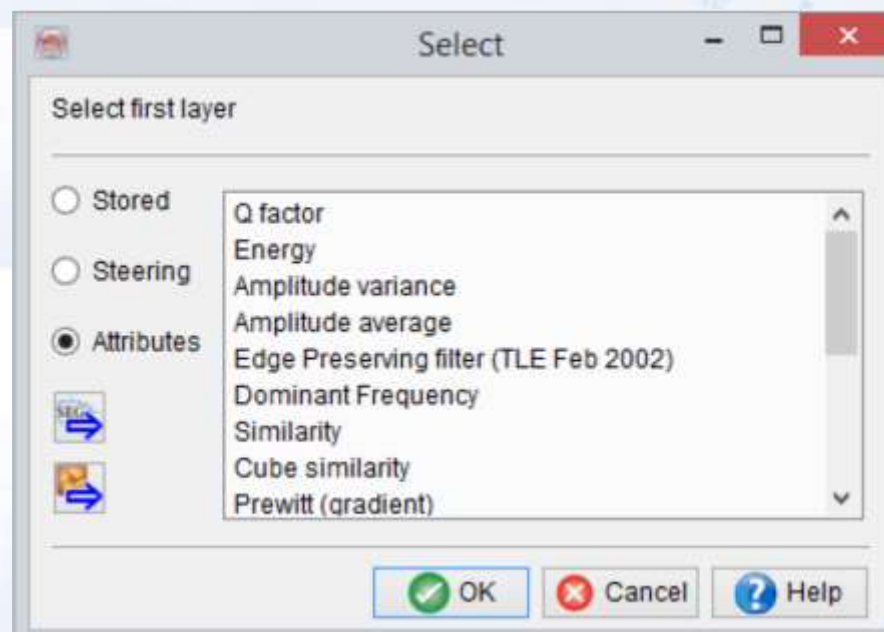 Select
Select first layer
Stored
Steering
Attributes
Q factor
Energy
Amplitude variance
Amplitude average
Edge Preserving filter (TLE Feb 2002)
Dominant Frequency
Similarity
Cube similarity
Prewitt (gradient)
SEG
OK
Cancel
Help